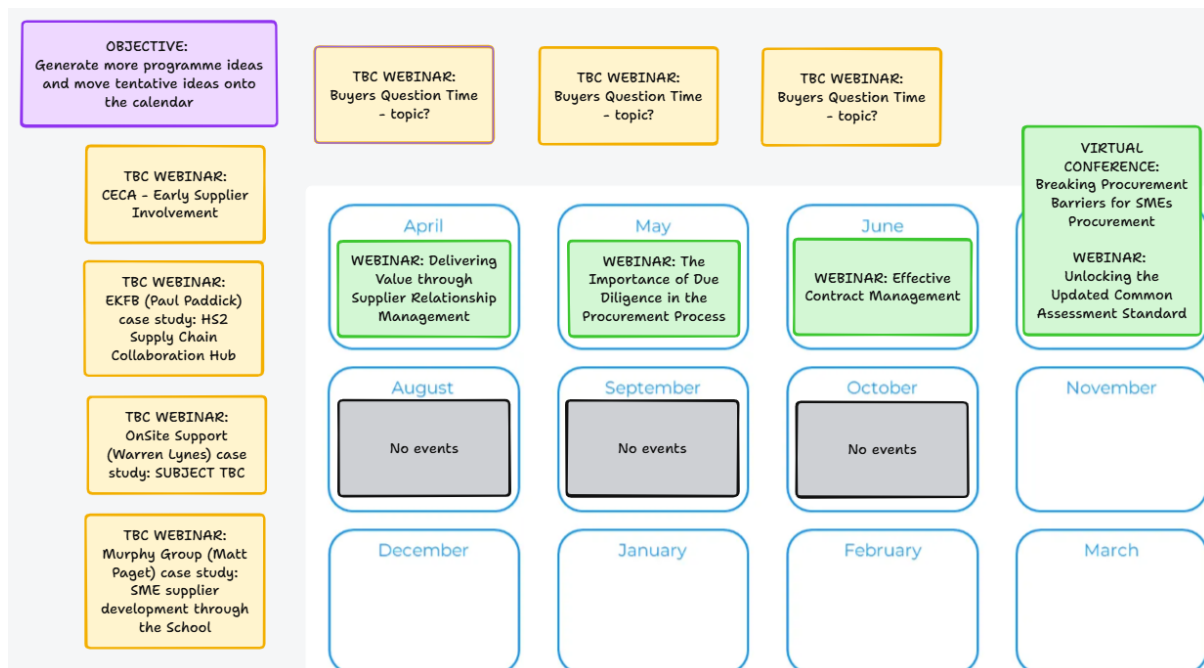 OBJECTIVE:
Generate more programme ideas
and move tentative ideas onto
the calendar
TBC WEBINAR:
Buyers Question Time
- topic?
TBC WEBINAR:
Buyers Question Time
- topic?
TBC WEBINAR:
Buyers Question Time
- topic?
TBC WEBINAR:
CECA - Early Supplier
Involvement
TBC WEBINAR:
EKFB (Paul Paddick)
case study: HS2
Supply Chain
Collaboration Hub
TBC WEBINAR:
OnSite Support
(Warren Lynes) case
study: SUBJECT TBC
TBC WEBINAR:
Murphy Group (Matt
Paget) case study:
SME supplier
development through
the School
April
WEBINAR: Delivering
Value through
Supplier Relationship
Management
May
WEBINAR: The
Importance of Due
Diligence in the
Procurement Process
June
WEBINAR: Effective
Contract Management
VIRTUAL
CONFERENCE:
Breaking Procurement
Barriers for SMEs
Procurement
WEBINAR:
Unlocking the
Updated Common
Assessment Standard
August
No events
September
No events
October
No events
November
December
January
February
March